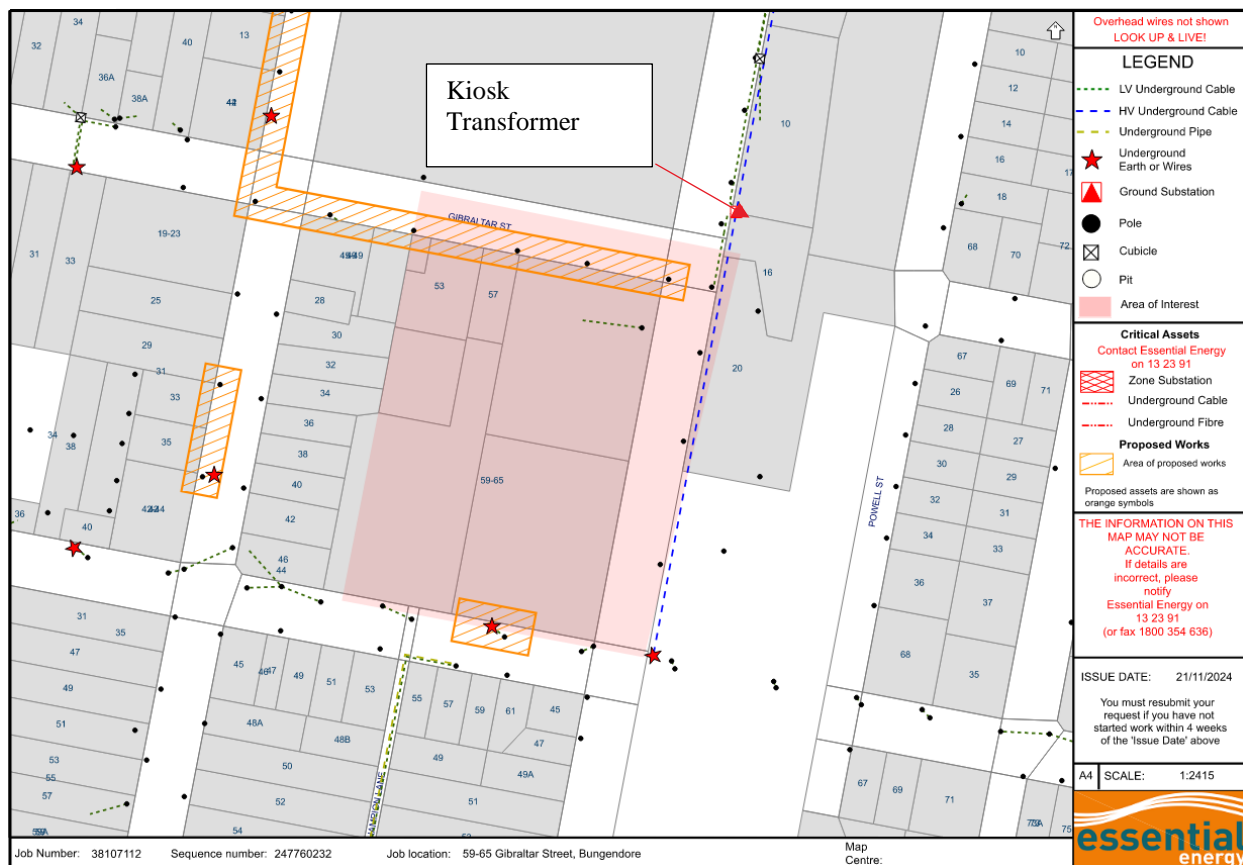 Kiosk
Transformer
34
32
36A
40
38A
13
10
19-23
31
33
25
29
31
33
35
34
38
40
36
28
30
32
34
36
38
40
42
46
44
53
57
GIBRALTAR ST
59-65
16
20
10
12
14
16
17
18
68
70
72
67
26
69
71
28
27
30
29
32
31
34
33
36
37
68
35
POWELL ST
31
35
47
49
51
53
55
57
45
47
49
51
53
48A
48B
50
52
54
55
57
59
61
45
47
49
49A
51
67
69
71
75
Overhead wires not shown
LOOK UP & LIVE!
LEGEND
LV Underground Cable
HV Underground Cable
Underground Pipe
Underground
Earth or Wires
Ground Substation
Pole
Cubicle
Pit
Area of Interest
Critical Assets
Contact Essential Energy
on 13 23 91
Zone Substation
Underground Cable
Underground Fibre
Proposed Works
Area of proposed works
Proposed assets are shown as
orange symbols
THE INFORMATION ON THIS
MAP MAY NOT BE
ACCURATE.
If details are
incorrect, please
notify
Essential Energy on
13 23 91
(or fax 1800 354 636)
ISSUE DATE: 21/11/2024
You must resubmit your
request if you have not
started work within 4 weeks
of the 'Issue Date' above
A4 SCALE: 1:2415
essential
energy
Job Number: 38107112 Sequence number: 247760232 Job location: 59-65 Gibraltar Street, Bungendore Map
Centre: